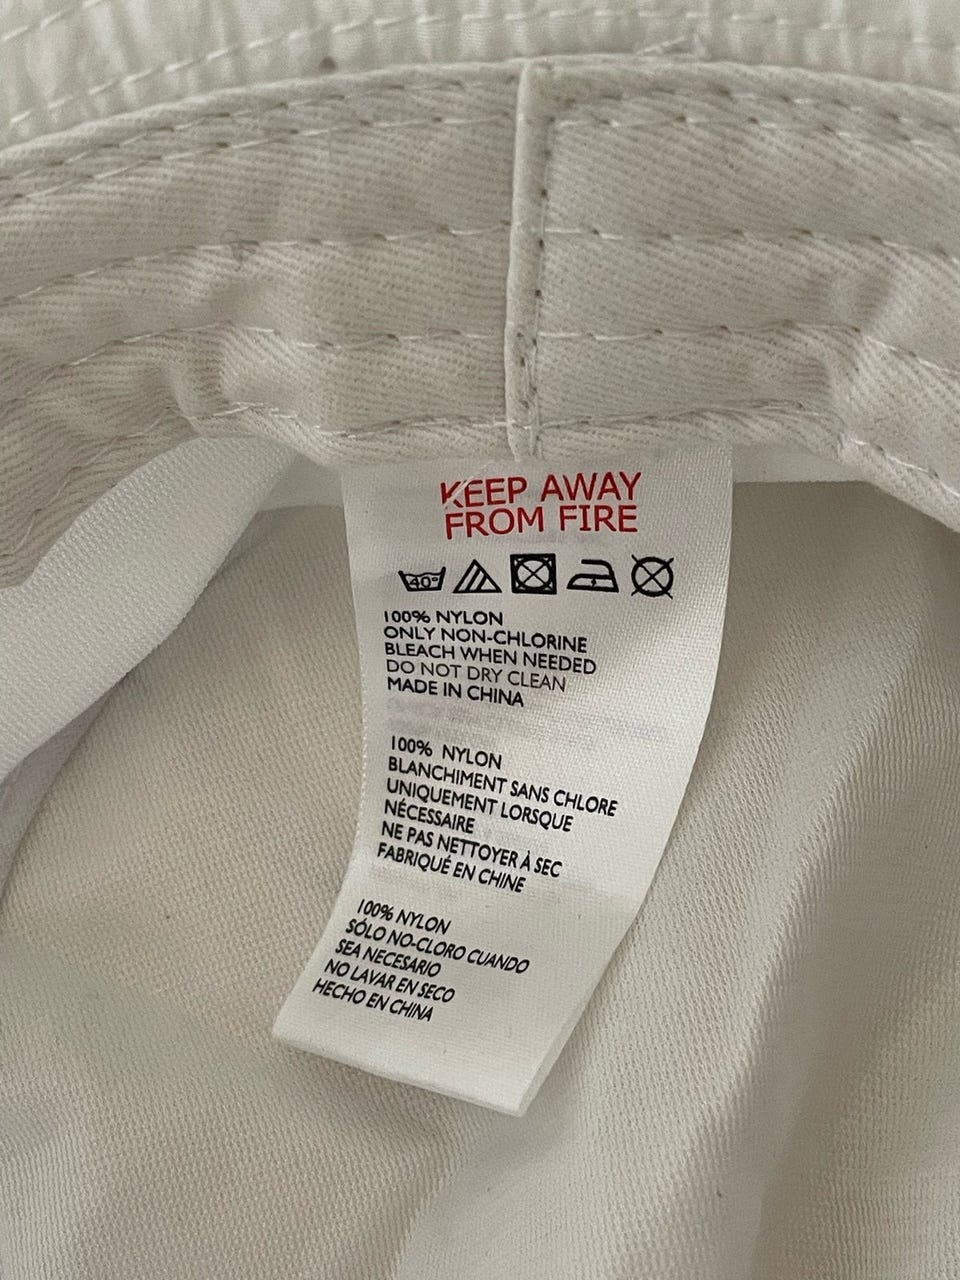 KEEP AWAY
FROM FIRE
40°
100% NYLON
ONLY NON-CHLORINE
BLEACH WHEN NEEDED
DO NOT DRY CLEAN
MADE IN CHINA
100% NYLON
BLANCHIMENT SANS CHLORE
UNIQUEMENT LORSQUE
NÉCESSAIRE
NE PAS NETTOYER À SEC
FABRIQUÉ EN CHINE
100% NYLON
SÓLO NO-CLORO CUANDO
SEA NECESARIO
NO LAVAR EN SECO
HECHO EN CHINA